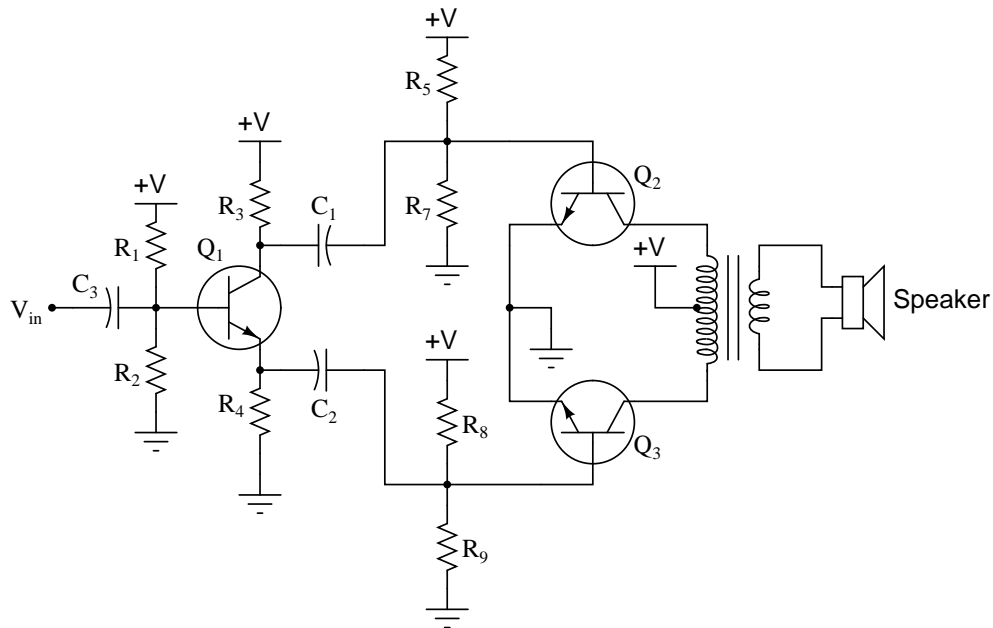 +V
R5
+V
+V
R3
C1
R7
Q2
R1
Q1
+V
C3
Vin
Speaker
+V
R2
R4
C2
R8
Q3
R9